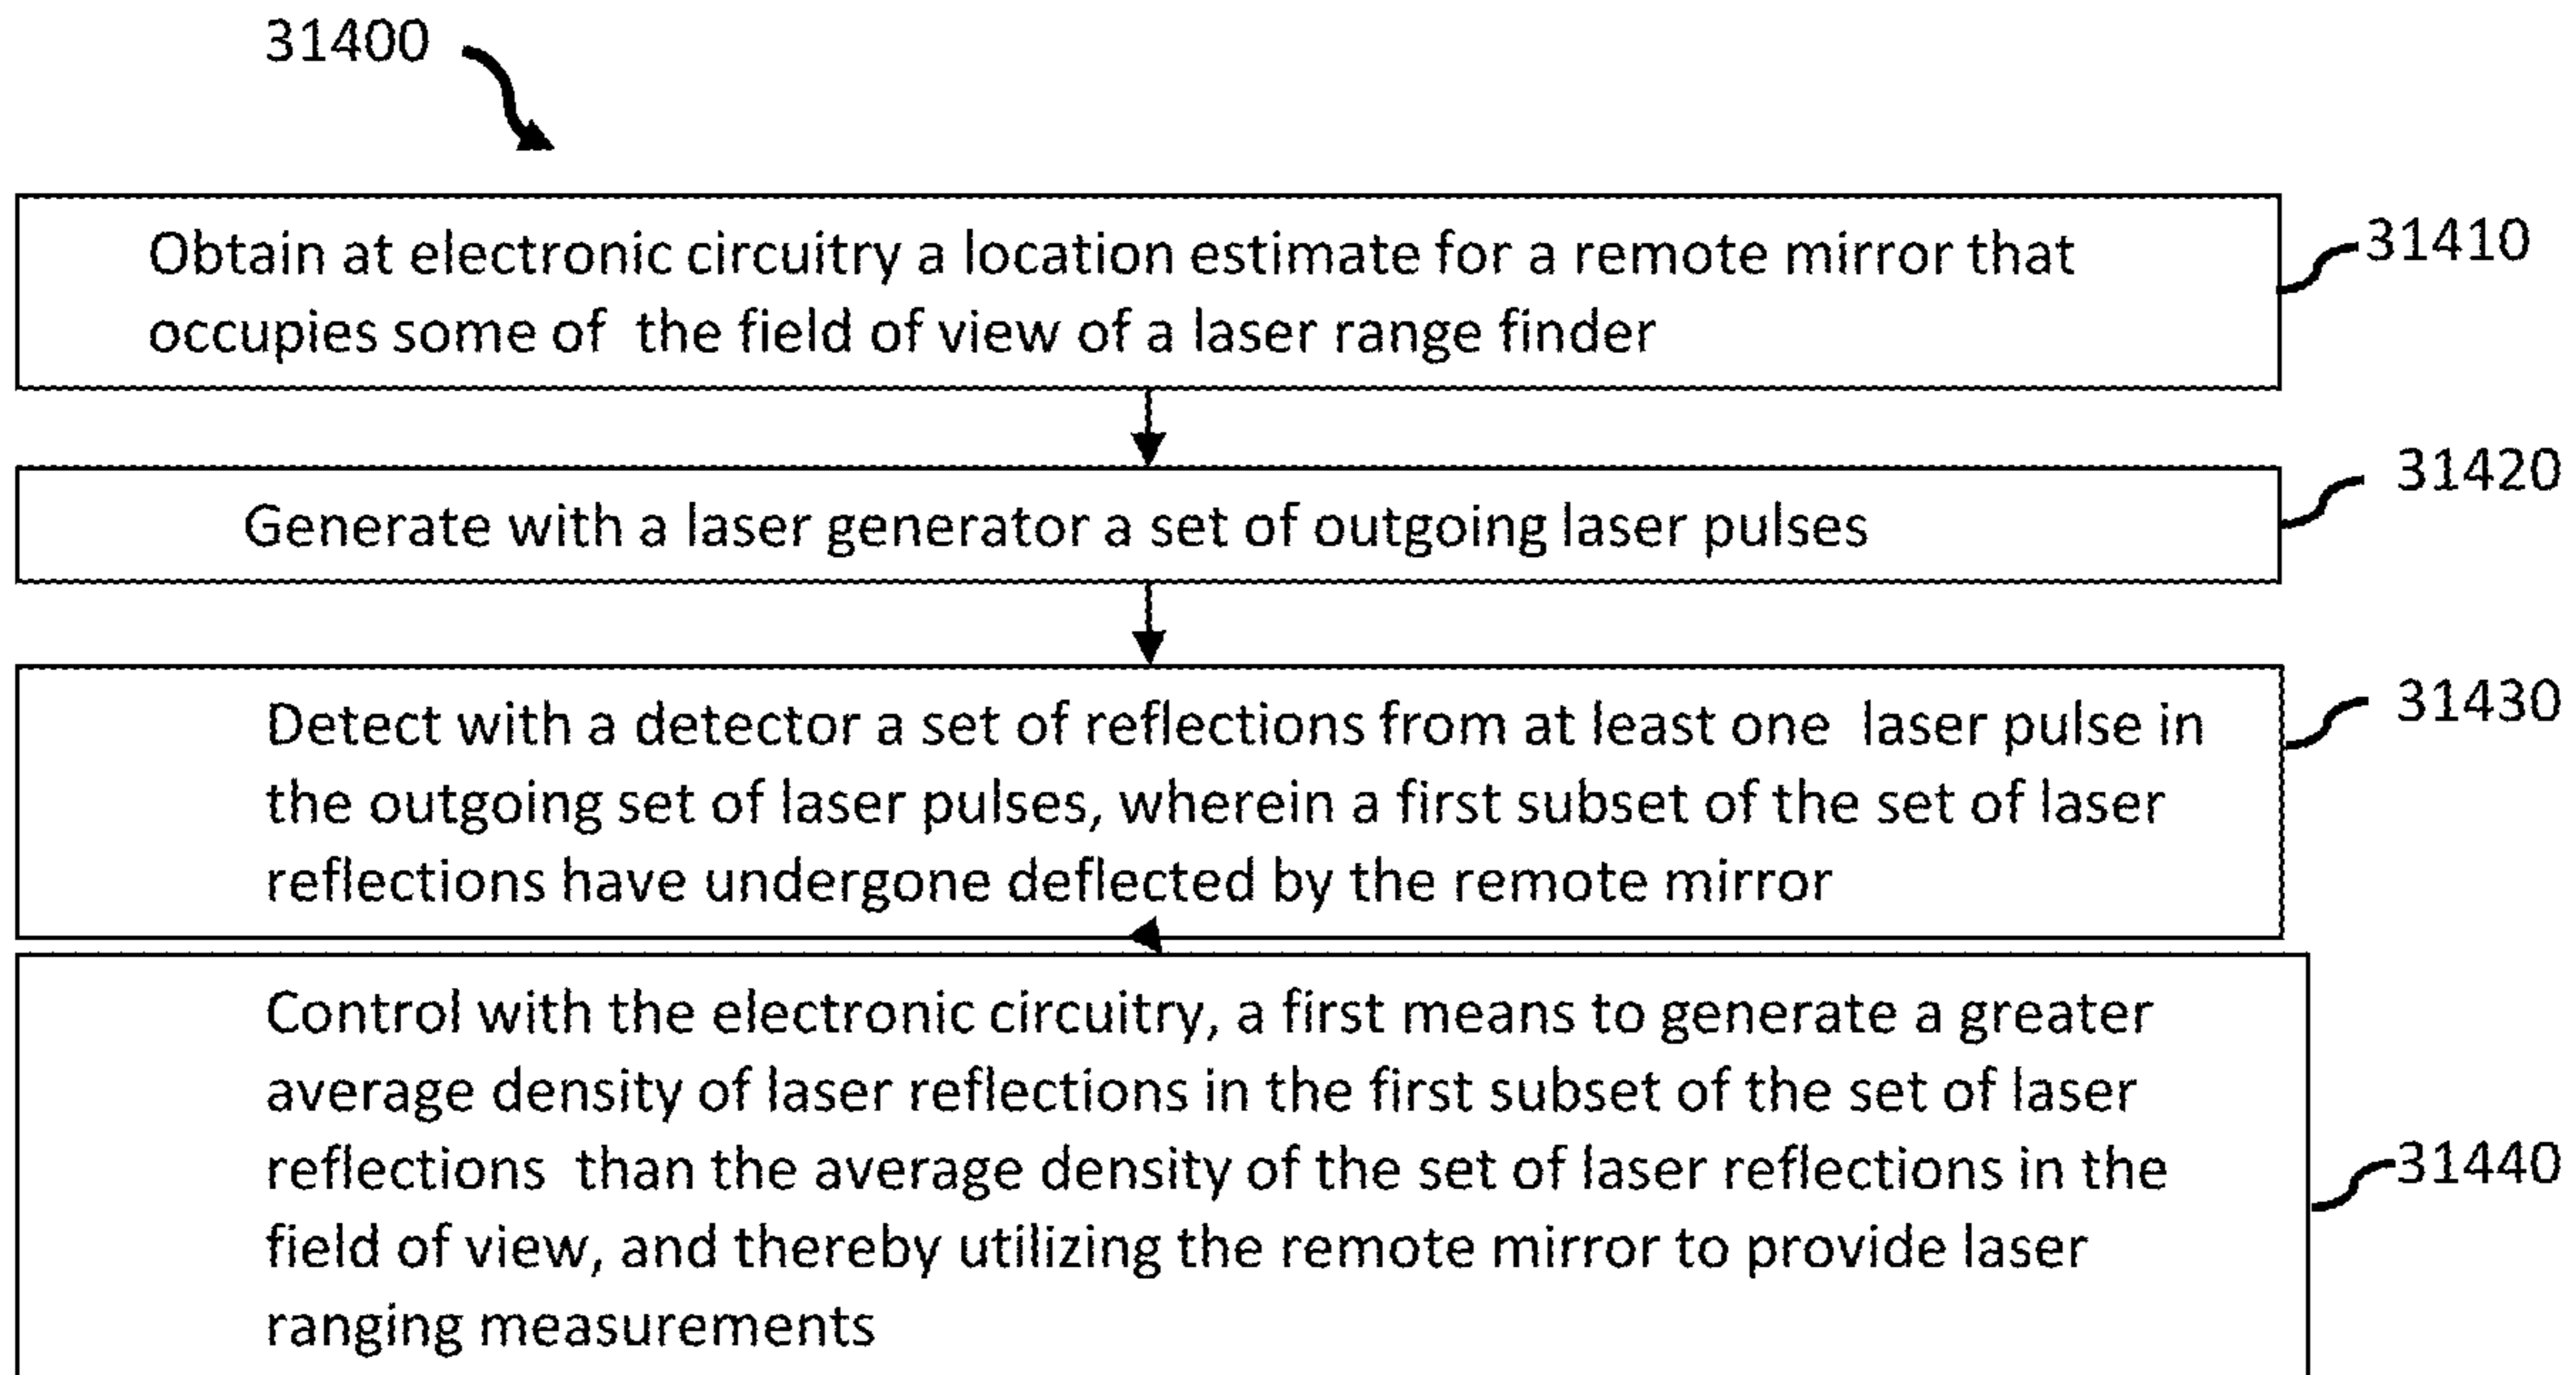 31400
Obtain at electronic circuitry a location estimate for a remote mirror that
occupies some of the field of view of a laser range finder
31410
Generate with a laser generator a set of outgoing laser pulses
31420
Detect with a detector a set of reflections from at least one laser pulse in
the outgoing set of laser pulses, wherein a first subset of the set of laser
reflections have undergone deflected by the remote mirror
31430
Control with the electronic circuitry, a first means to generate a greater
average density of laser reflections in the first subset of the set of laser
reflections than the average density of the set of laser reflections in the
field of view, and thereby utilizing the remote mirror to provide laser
ranging measurements
31440